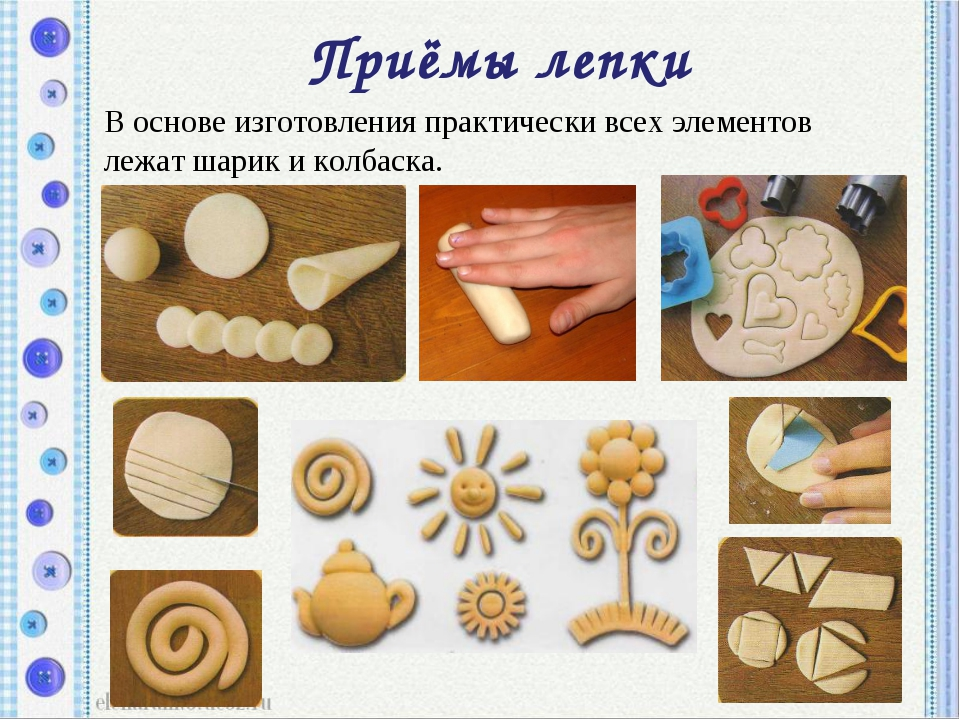 Приёмы лепки
В основе изготовления практически всех элементов
лежат шарик и колбаска.